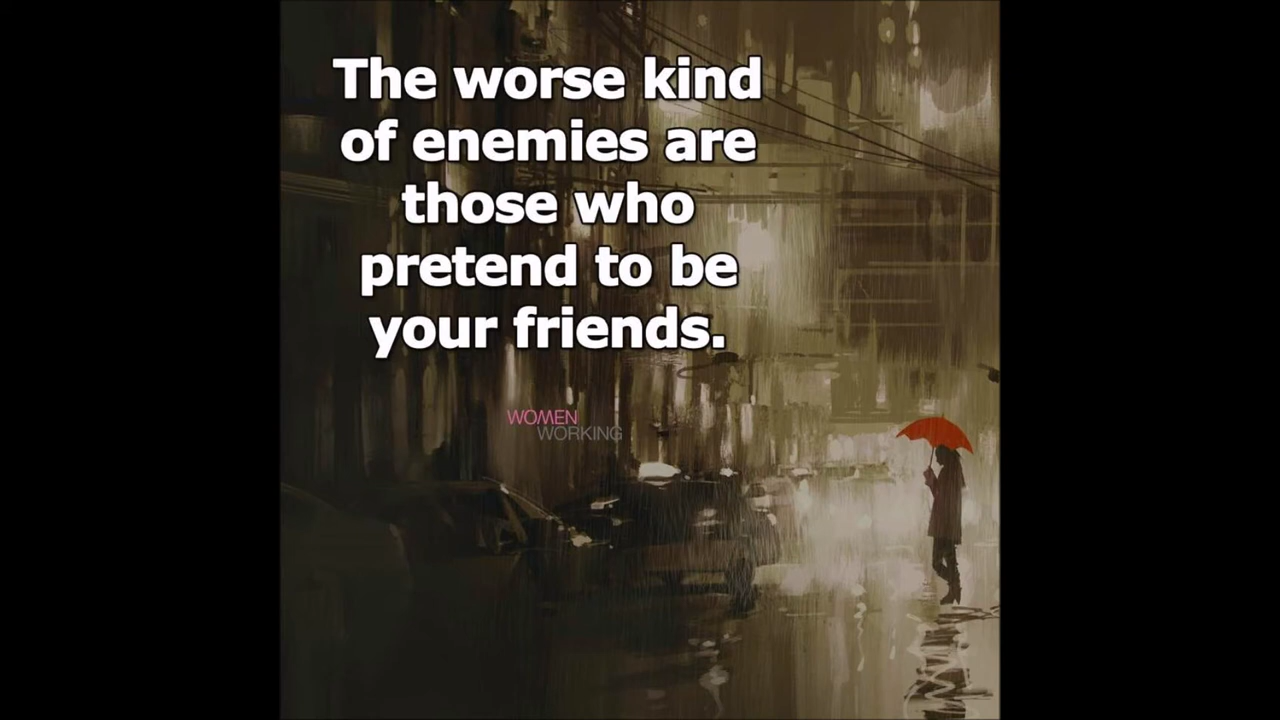 The worse kind
of enemies are
those who
pretend to be
your friends.
WOMEN
WORKING